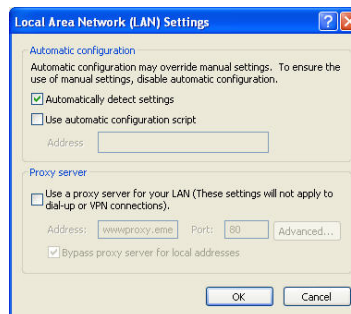 Local Area Network (LAN) Settings
Automatic configuration
Automatic configuration may override manual settings. To ensure the
use of manual settings, disable automatic configuration.
Automatically detect settings
Use automatic configuration script
Address
Proxy server
Use a proxy server for your LAN (These settings will not apply to
dial-up or VPN connections).
Address: wwwproxy.eme Port: 80 Advanced...
Bypass proxy server for local addresses
OK Cancel